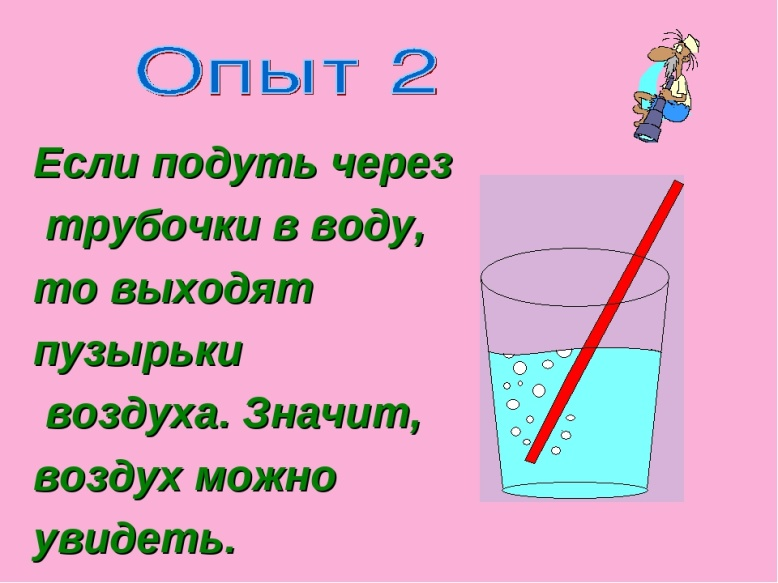 Опыт 2
Если подуть через
трубочки в воду,
то выходят
пузырьки
воздуха. Значит,
воздух можно
увидеть.